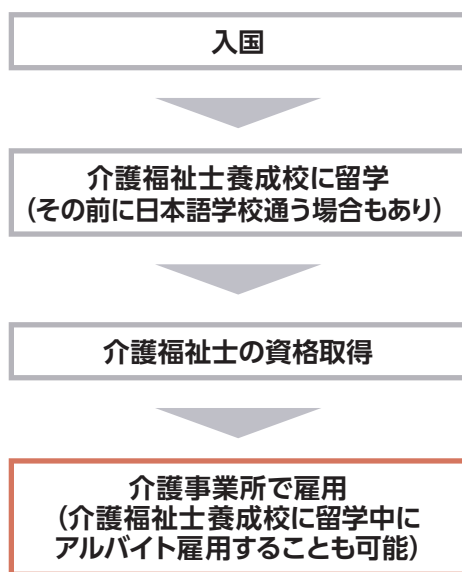 入国
介護福祉士養成校に留学
（その前に日本語学校通う場合もあり）
介護福祉士の資格取得
介護事業所で雇用
（介護福祉士養成校に留学中に
アルバイト雇用することも可能）